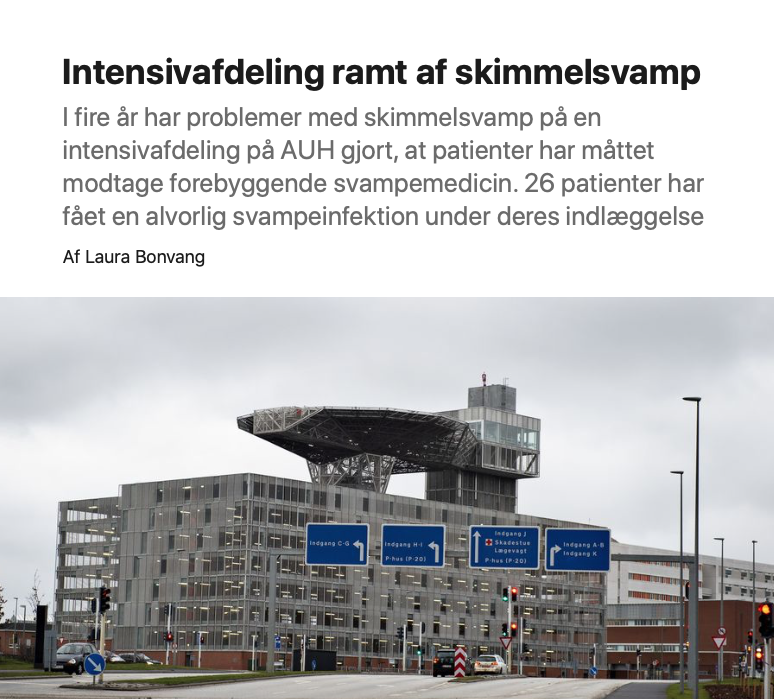 Intensivafdeling ramt af skimmelsvamp
I fire år har problemer med skimmelsvamp på en
intensivafdeling på AUH gjort, at patienter har måttet
modtage forebyggende svampemedicin. 26 patienter har
fået en alvorlig svampeinfektion under deres indlæggelse
Af Laura Bonvang
Indgang C-G
Indgang H-I
P-hus (P-20)
Indgang J
Skadestue
Lægevagt
P-hus (P-20)
Indgang A-B
Indgang K